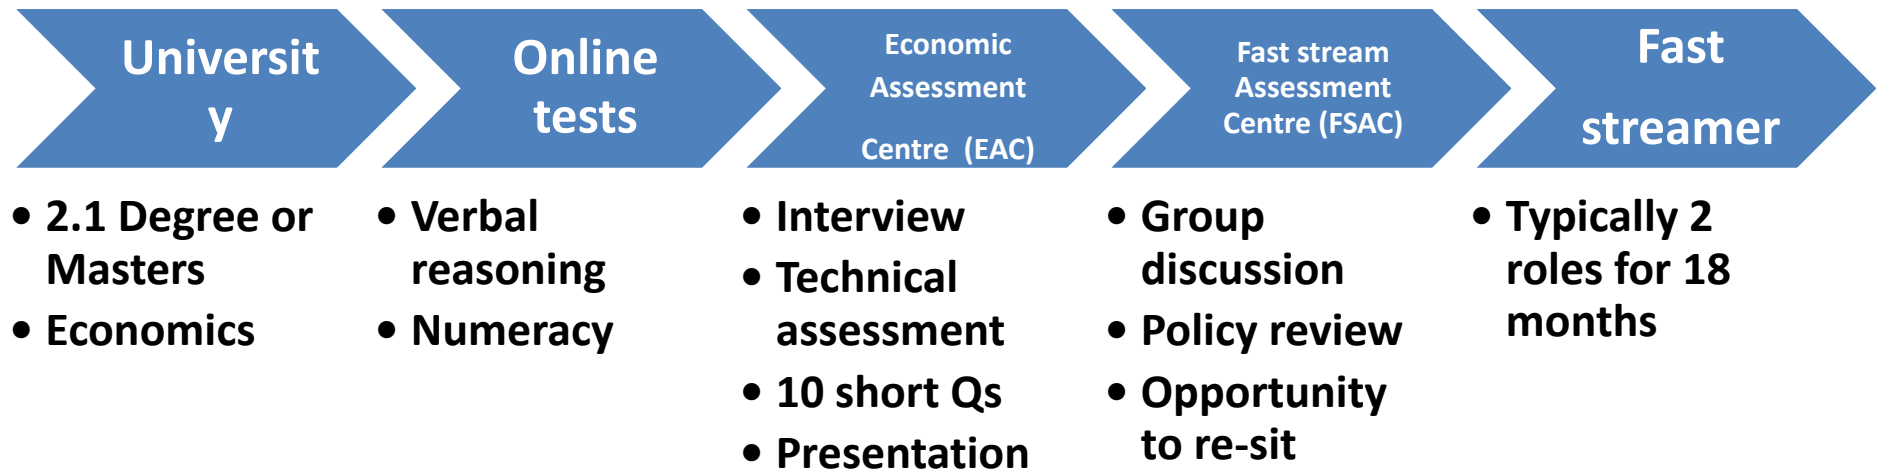 Universit
y
• 2.1 Degree or
Masters
• Economics
Online
tests
• Verbal
reasoning
• Numeracy
Economic
Assessment
Centre (EAC)
• Interview
• Technical
assessment
• 10 short Qs
• Presentation
Fast stream
Assessment
Centre (FSAC)
• Group
discussion
• Policy review
• Opportunity
to re-sit
Fast
streamer
• Typically 2
roles for 18
months